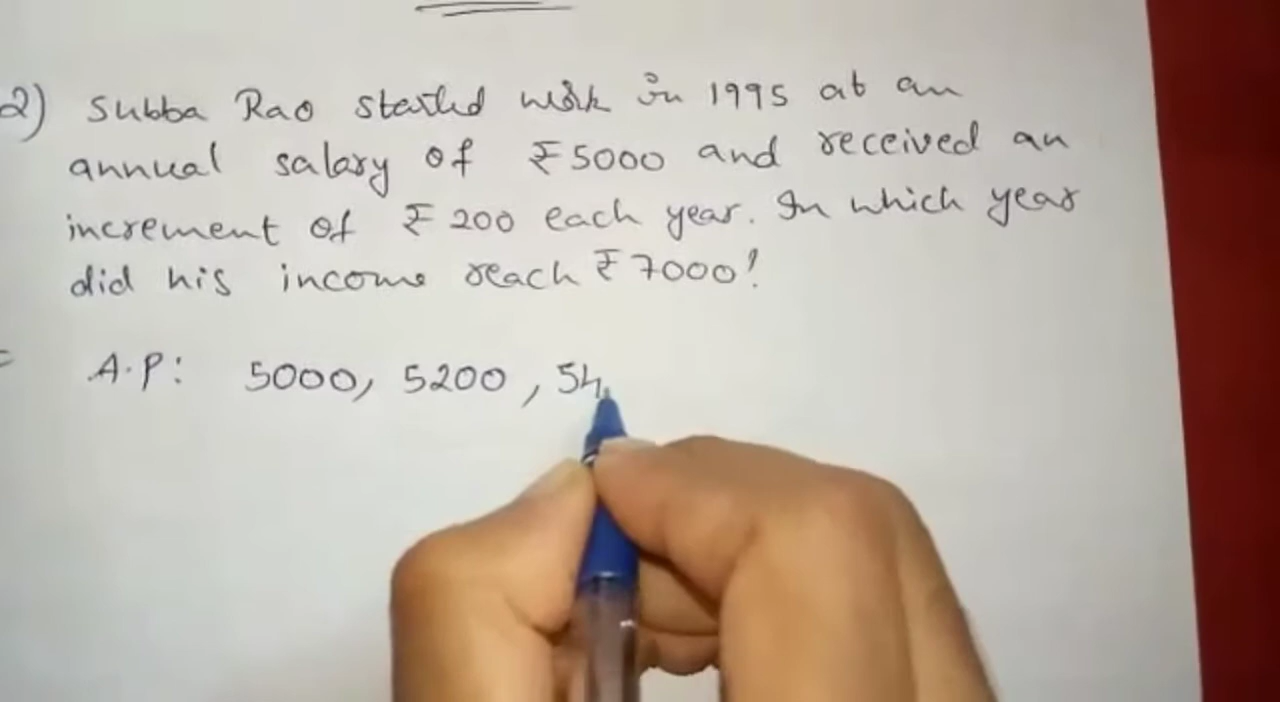 2) Subba Rao started work in 1995 at an
annual salary of ₹5000 and received an
increment of ₹200 each year. In which year
did his income reach ₹7000?
A.P: 5000, 5200, 54